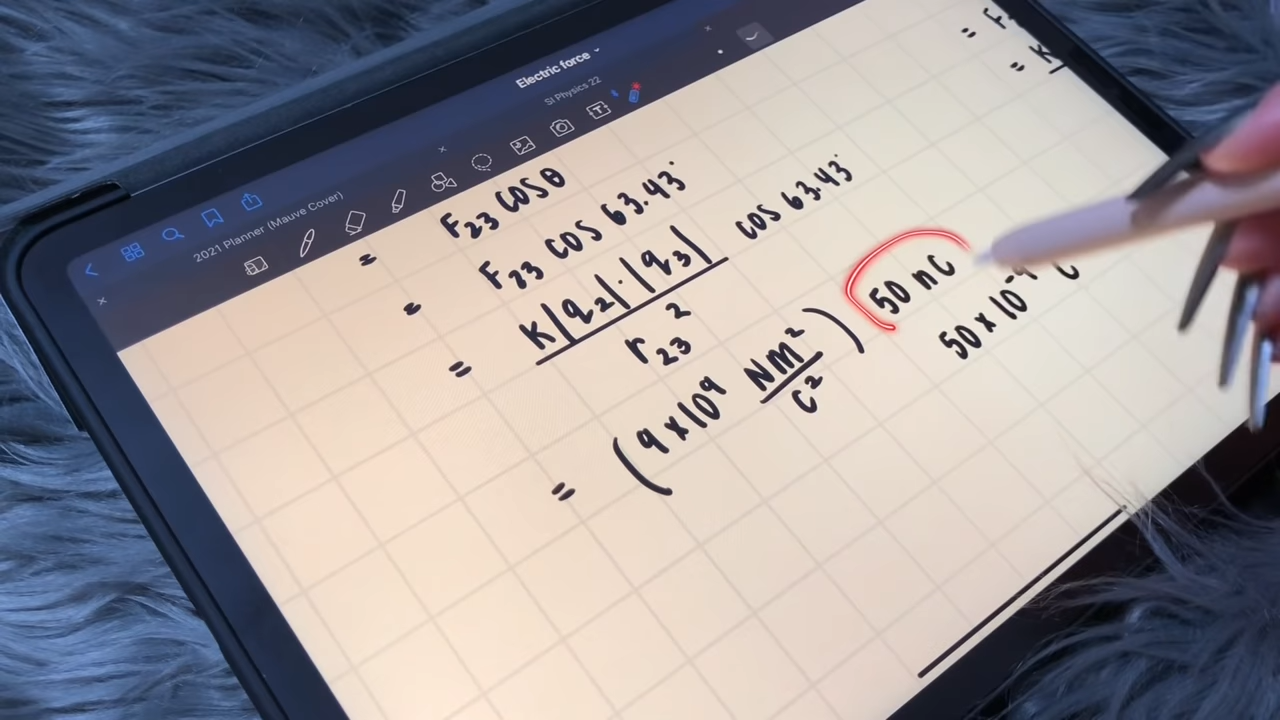 Electric force
SI Physics 22
2021 Planner (Mauve Cover)
= F₂₃ cosθ
= F₂₃ cos 63.43°
= K|q₂|·|q₃| / r₂₃² cos 63.43°
= (9 x 10⁹ Nm²/C²) 50 nC
50 x 10⁻⁹ C
= F
= K